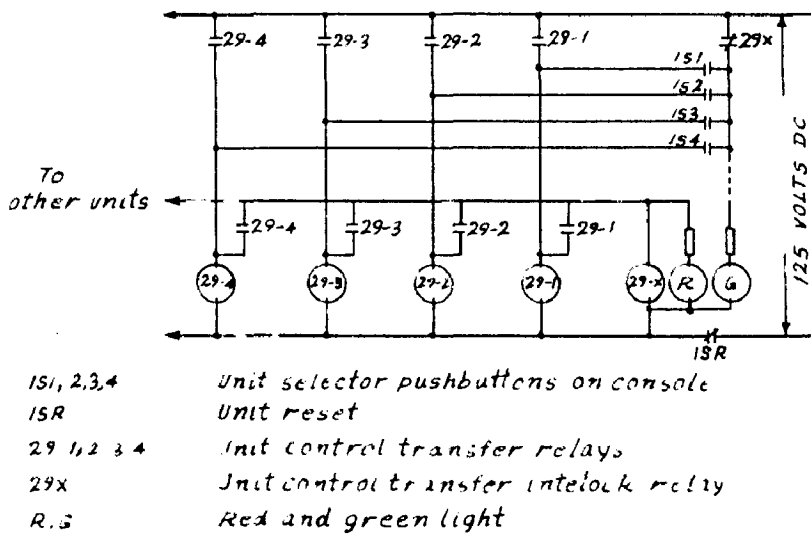 29-4 29-3 29-2 29-1 29x
1S1
1S2
1S3
1S4
To
other units
29-4 29-3 29-2 29-1
29-4 29-3 29-2 29-1 29-x R G
125 VOLTS DC
1SR
1S1, 2,3,4 Unit selector pushbuttons on console
1SR Unit reset
29 1,2 3 4 Unit control transfer relays
29x Unit control transfer intelock relay
R.G Red and green light